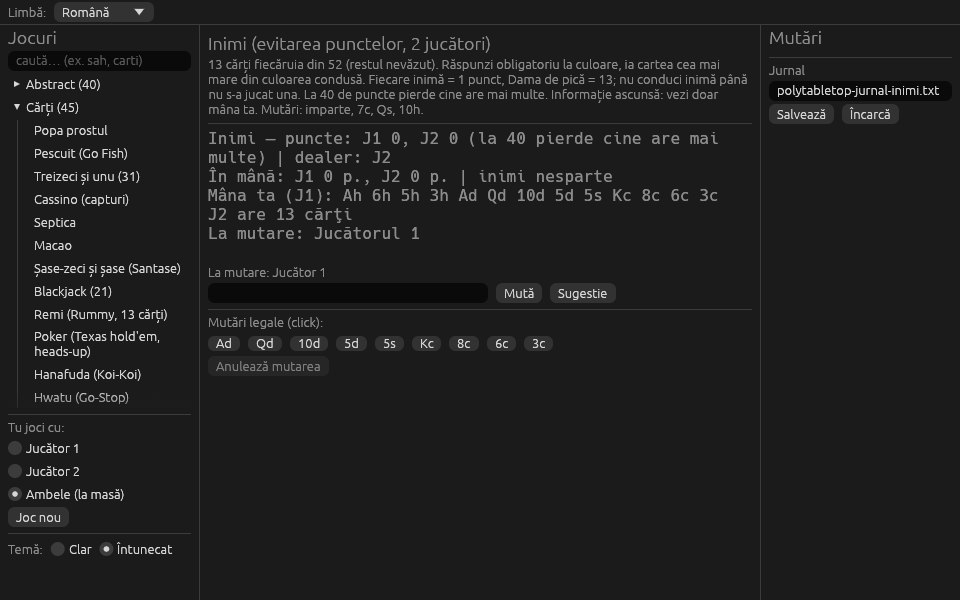 Limbă: Română
Jocuri
caută... (ex. sah, carti)
Abstract (40)
Cărți (45)
Popa prostul
Pescuit (Go Fish)
Treizeci și unu (31)
Cassino (capturi)
Septica
Macao
Șase-zeci și șase (Santase)
Blackjack (21)
Remi (Rummy, 13 cărți)
Poker (Texas hold'em,
heads-up)
Hanafuda (Koi-Koi)
Hwatu (Go-Stop)
Tu joci cu:
Jucător 1
Jucător 2
Ambele (la masă)
Joc nou
Temă: Clar Întunecat
Inimi (evitarea punctelor, 2 jucători)
13 cărți fiecăruia din 52 (restul nevăzut). Răspunzi obligatoriu la culoare, ia cartea cea mai
mare din culoarea condusă. Fiecare inimă = 1 punct, Dama de pică = 13; nu conduci inimă până
nu s-a jucat una. La 40 de puncte pierde cine are mai multe. Informație ascunsă: vezi doar
mâna ta. Mutări: imparte, 7c, Qs, 10h.
Inimi — puncte: J1 0, J2 0 (la 40 pierde cine are mai
multe) | dealer: J2
În mână: J1 0 p., J2 0 p. | inimi nesparte
Mâna ta (J1): Ah 6h 5h 3h Ad Qd 10d 5d 5s Kc 8c 6c 3c
J2 are 13 cărți
La mutare: Jucătorul 1
La mutare: Jucător 1
Mută Sugestie
Mutări legale (click):
Ad Qd 10d 5d 5s Kc 8c 6c 3c
Anulează mutarea
Mutări
Jurnal
polytabletop-jurnal-inimi.txt
Salvează Încarcă